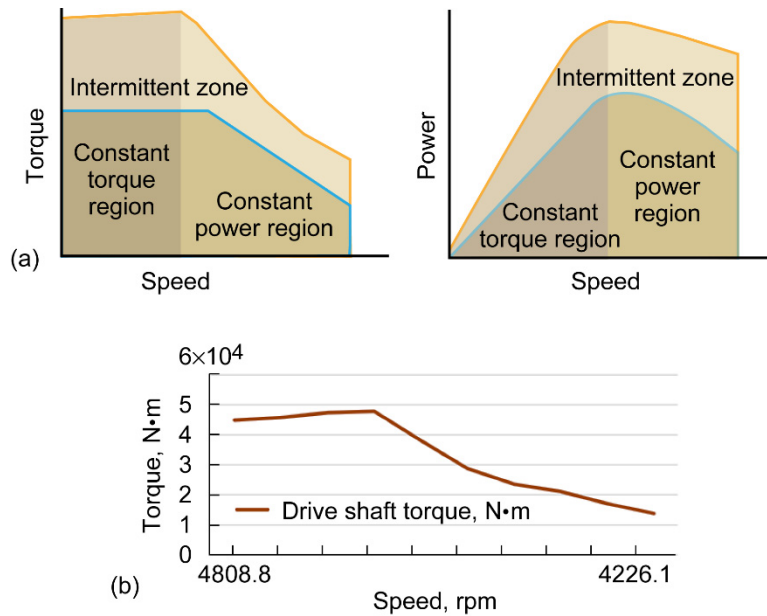 Torque
Intermittent zone
Constant
torque
region
Constant
power region
(a)
Speed
Power
Intermittent zone
Constant
power
region
Constant
torque region
Speed
6×10⁴
5
4
3
2
1
0
Torque, N•m
Drive shaft torque, N•m
4808.8
4226.1
(b)
Speed, rpm